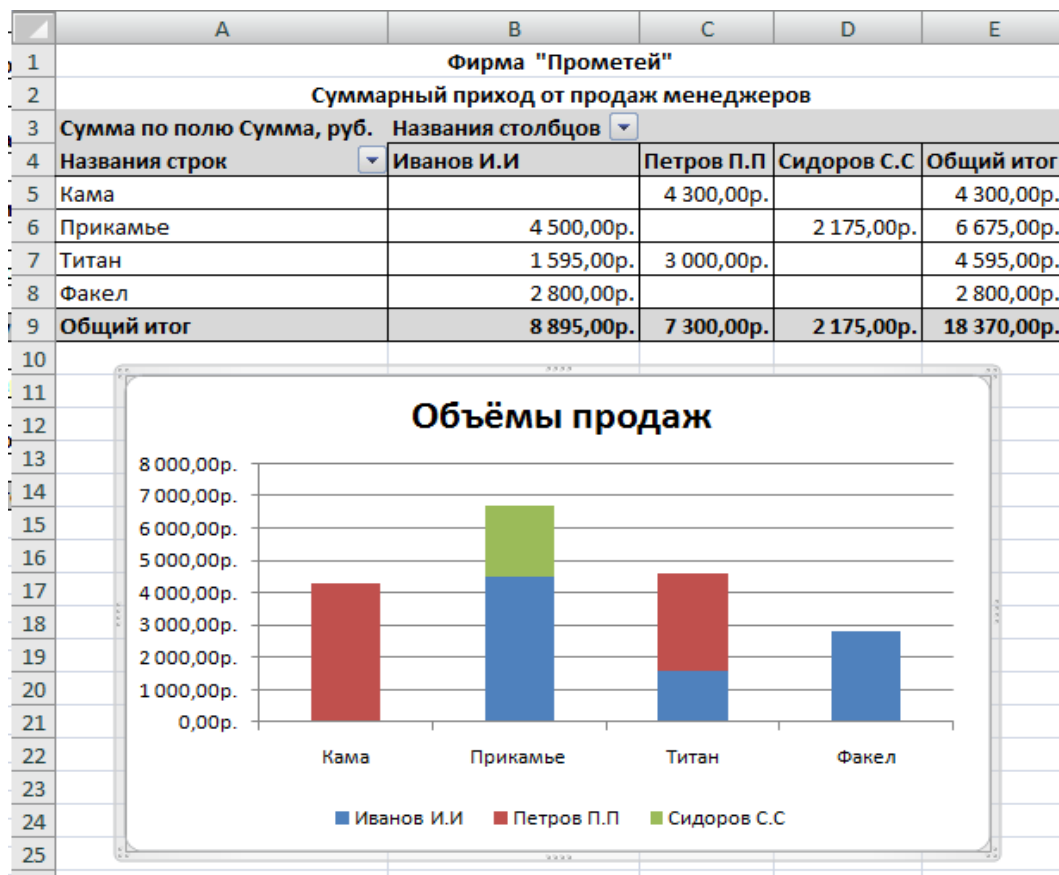 A B C D E
1 Фирма "Прометей"
2 Суммарный приход от продаж менеджеров
3 Сумма по полю Сумма, руб. Названия столбцов
4 Названия строк Иванов И.И Петров П.П Сидоров С.С Общий итог
5 Кама 4 300,00р. 4 300,00р.
6 Прикамье 4 500,00р. 2 175,00р. 6 675,00р.
7 Титан 1 595,00р. 3 000,00р. 4 595,00р.
8 Факел 2 800,00р. 2 800,00р.
9 Общий итог 8 895,00р. 7 300,00р. 2 175,00р. 18 370,00р.
10
11
12
13
14
15
16
17
18
19
20
21
22
23
24
25
Объёмы продаж
8 000,00р.
7 000,00р.
6 000,00р.
5 000,00р.
4 000,00р.
3 000,00р.
2 000,00р.
1 000,00р.
0,00р.
Кама Прикамье Титан Факел
Иванов И.И Петров П.П Сидоров С.С